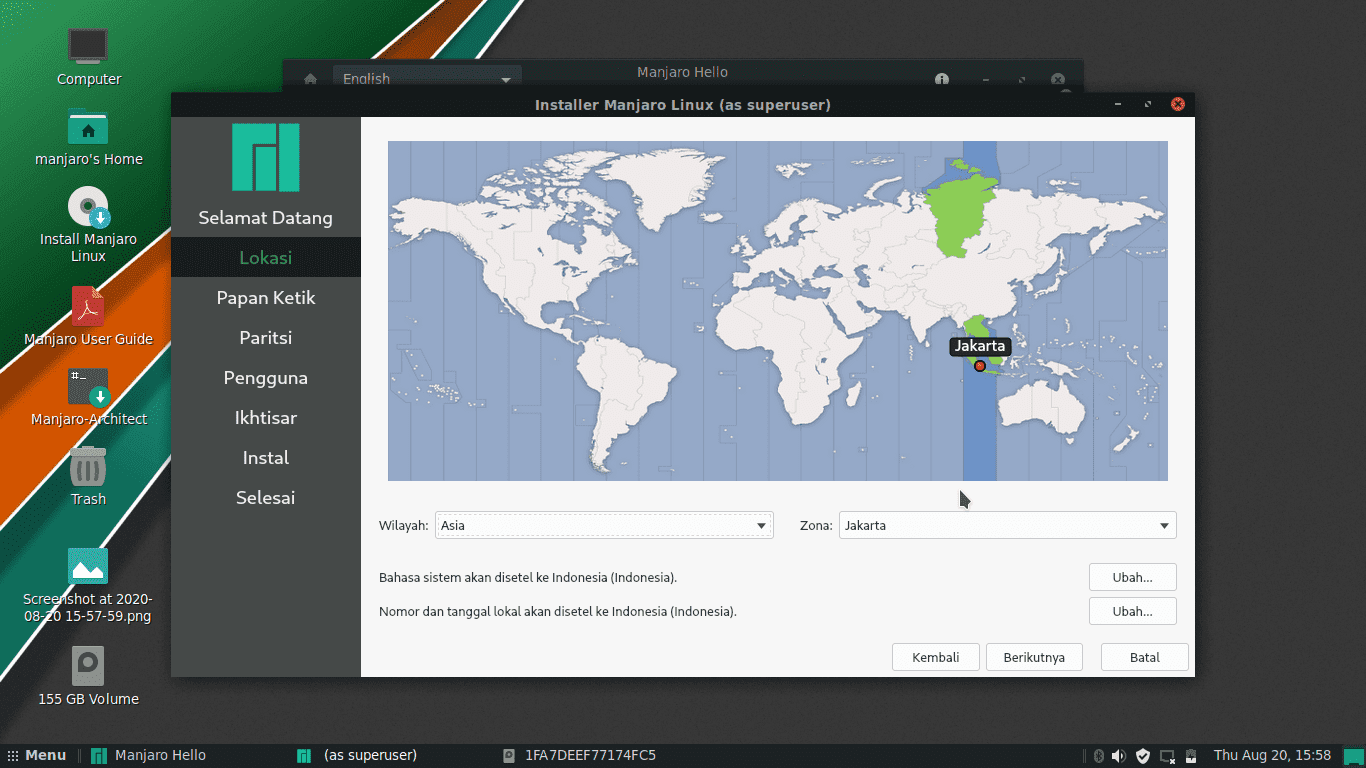 Computer
manjaro's Home
Install Manjaro
Linux
Manjaro User Guide
#-_
Manjaro-Architect
Trash
Screenshot at 2020-
08-20 15-57-59.png
155 GB Volume
English
Manjaro Hello
Installer Manjaro Linux (as superuser)
Selamat Datang
Lokasi
Papan Ketik
Paritsi
Pengguna
Ikhtisar
Instal
Selesai
Jakarta
Wilayah: Asia
Zona: Jakarta
Bahasa sistem akan disetel ke Indonesia (Indonesia). Ubah...
Nomor dan tanggal lokal akan disetel ke Indonesia (Indonesia). Ubah...
Kembali Berikutnya Batal
Menu Manjaro Hello (as superuser) 1FA7DEEF77174FC5 Thu Aug 20, 15:58